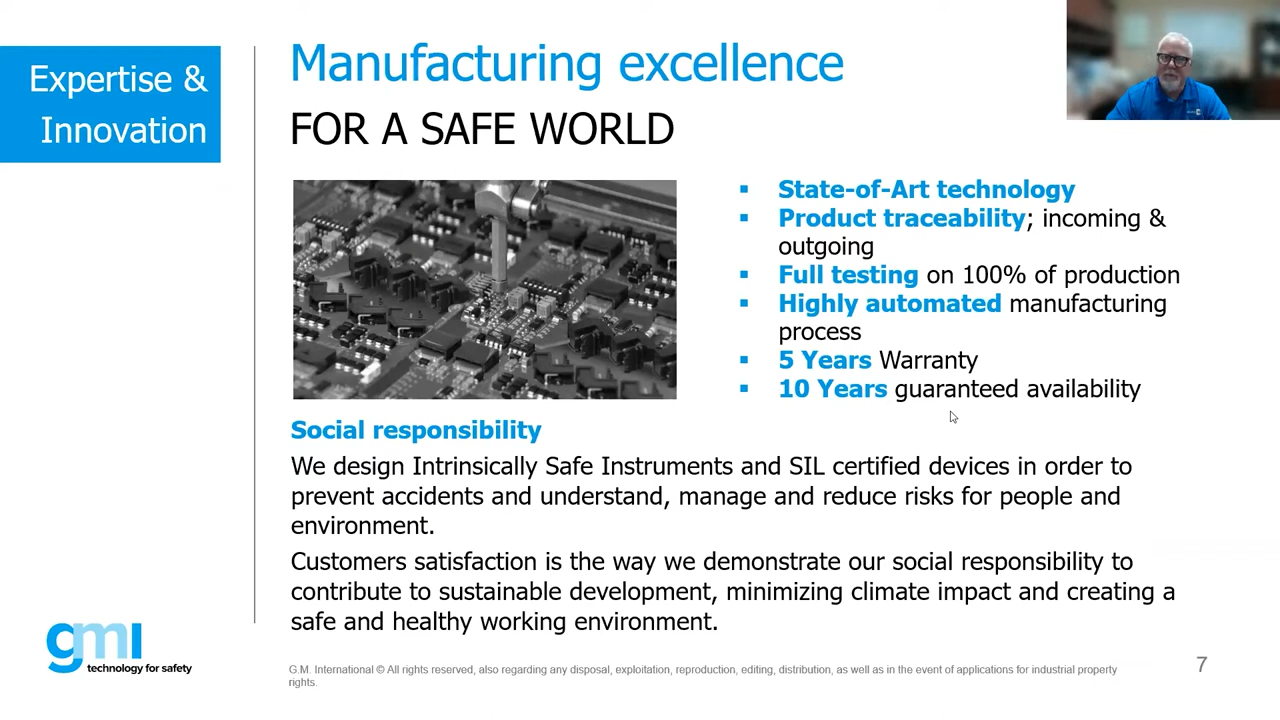 Expertise &
Innovation
Manufacturing excellence
FOR A SAFE WORLD
▪ State-of-Art technology
▪ Product traceability; incoming &
outgoing
▪ Full testing on 100% of production
▪ Highly automated manufacturing
process
▪ 5 Years Warranty
▪ 10 Years guaranteed availability
Social responsibility
We design Intrinsically Safe Instruments and SIL certified devices in order to
prevent accidents and understand, manage and reduce risks for people and
environment.
Customers satisfaction is the way we demonstrate our social responsibility to
contribute to sustainable development, minimizing climate impact and creating a
safe and healthy working environment.
gmi
technology for safety
G.M. International © All rights reserved, also regarding any disposal, exploitation, reproduction, editing, distribution, as well as in the event of applications for industrial property
rights.
7